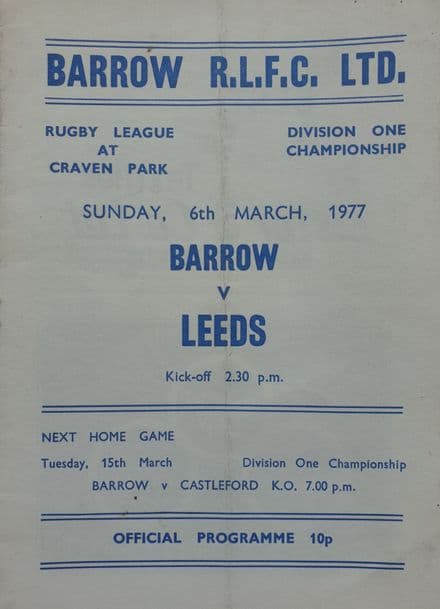 BARROW R.L.F.C. LTD.
RUGBY LEAGUE
AT
CRAVEN PARK
DIVISION ONE
CHAMPIONSHIP
SUNDAY, 6th MARCH, 1977
BARROW
V
LEEDS
Kick-off 2.30 p.m.
NEXT HOME GAME
Tuesday, 15th March Division One Championship
BARROW v CASTLEFORD K.O. 7.00 p.m.
OFFICIAL PROGRAMME 10p